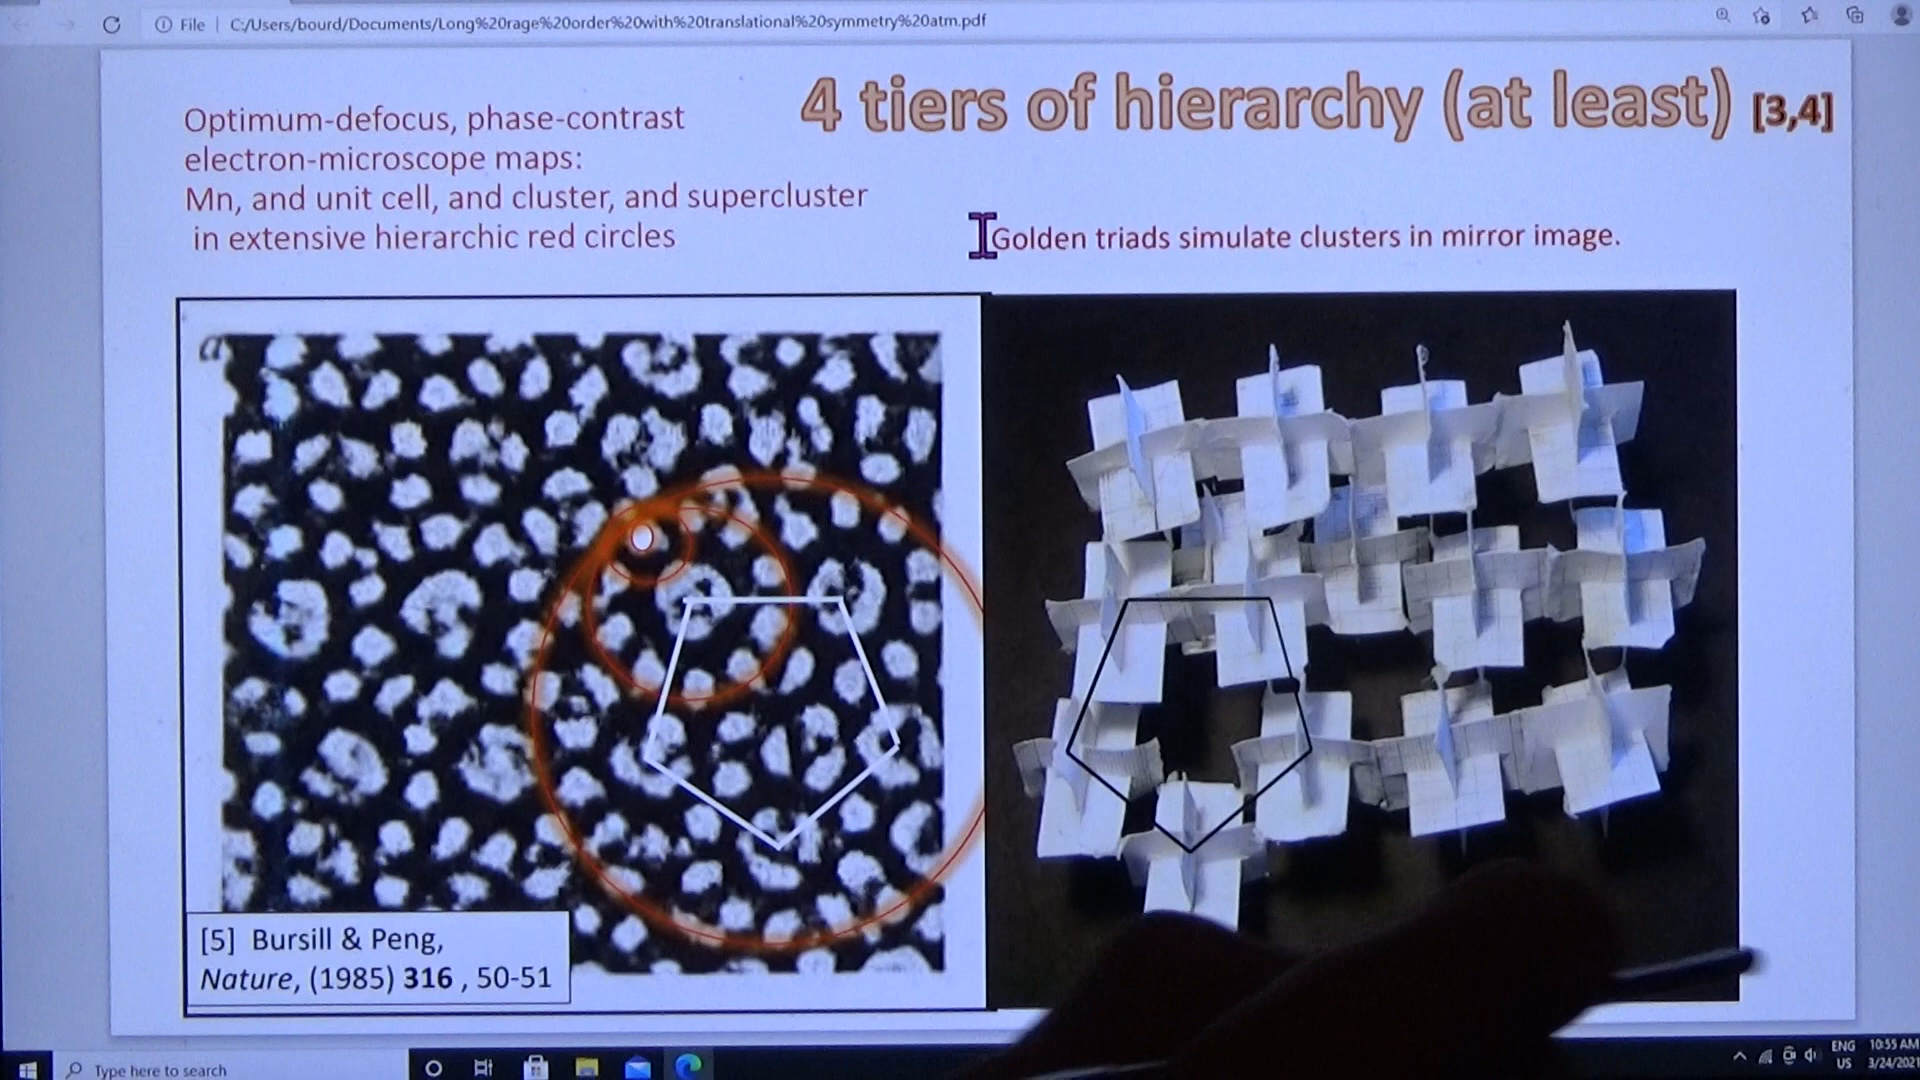 File | C:/Users/bourd/Documents/Long%20rage%20order%20with%20translational%20symmetry%20atm.pdf
4 tiers of hierarchy (at least) [3,4]
Optimum-defocus, phase-contrast
electron-microscope maps:
Mn, and unit cell, and cluster, and supercluster
in extensive hierarchic red circles
Golden triads simulate clusters in mirror image.
a
[5] Bursill & Peng,
Nature, (1985) 316 , 50-51
Type here to search
ENG
US
10:55 AM
3/24/2021